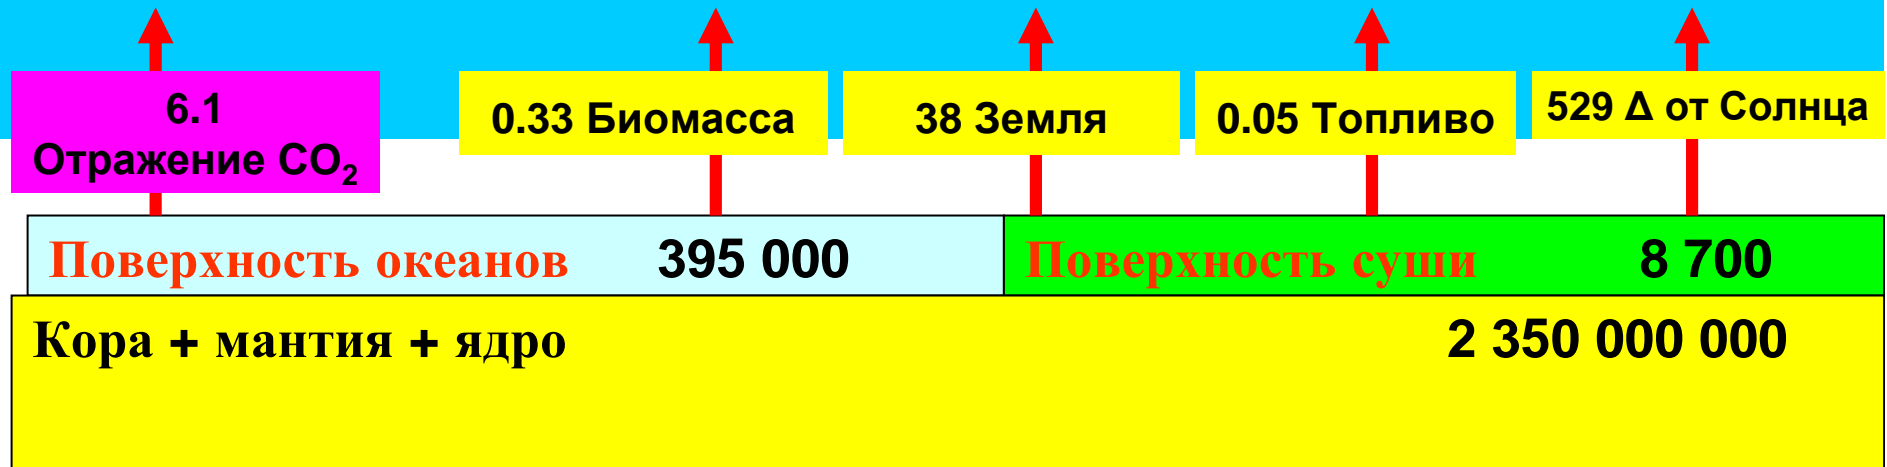 6.1
Отражение CO₂
0.33 Биомасса
38 Земля
0.05 Топливо
529 Δ от Солнца
Поверхность океанов 395 000
Поверхность суши 8 700
Кора + мантия + ядро 2 350 000 000